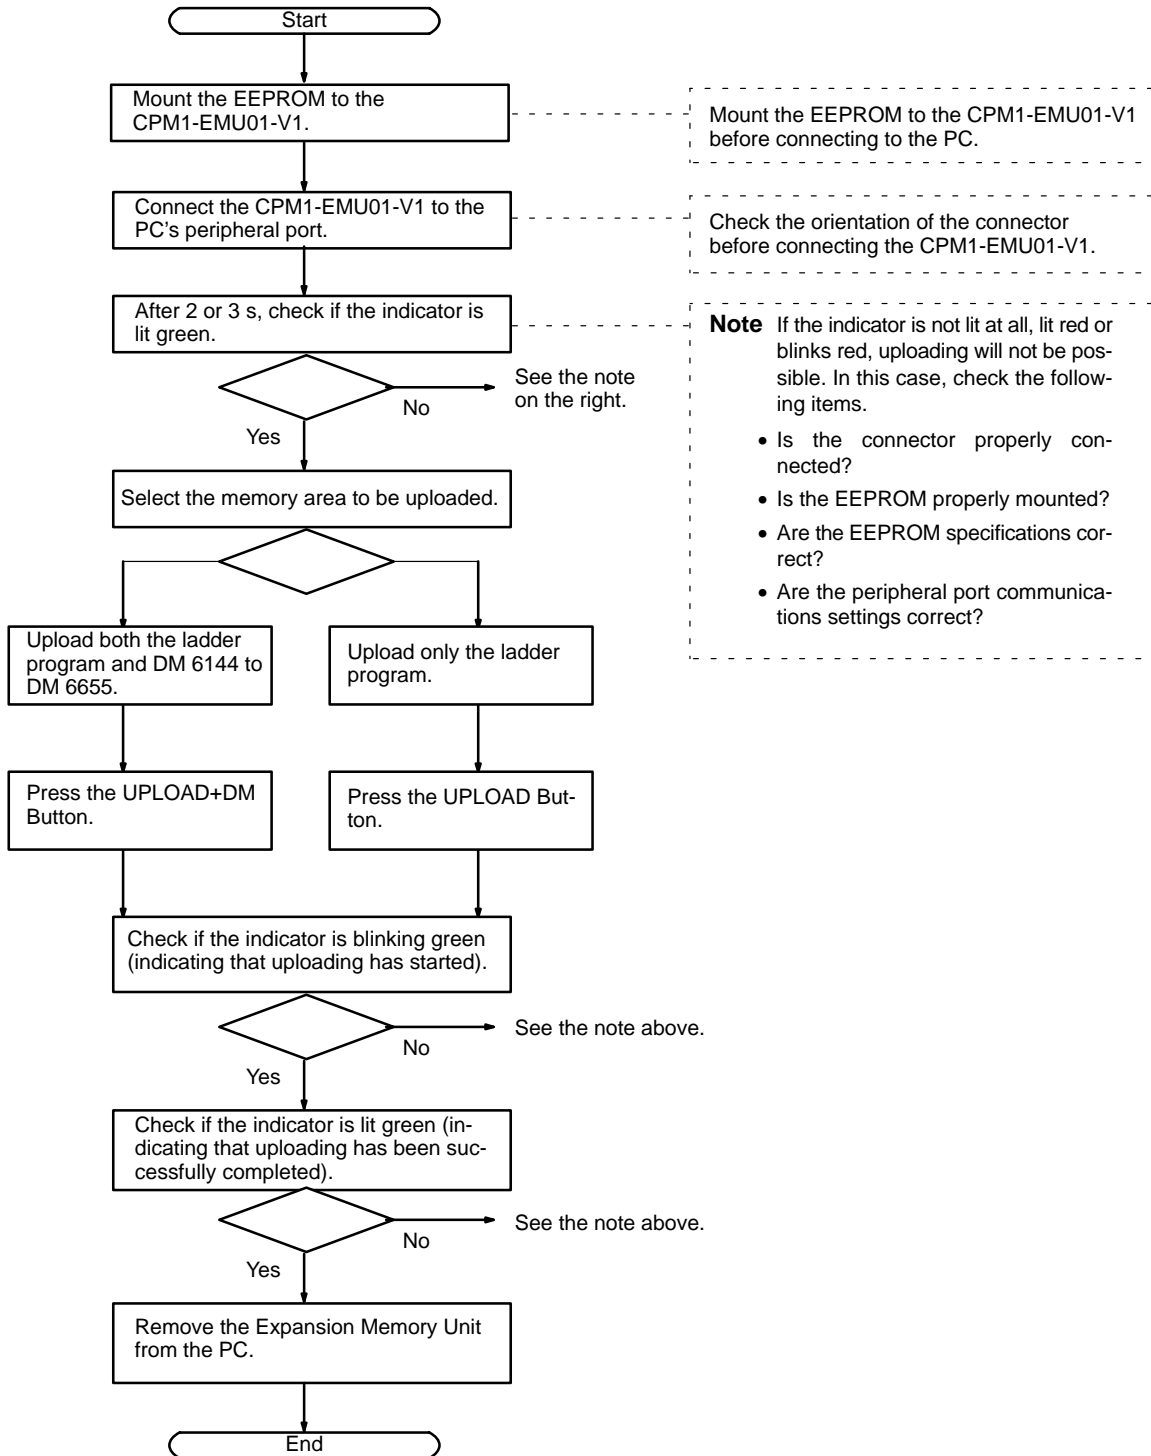 Start
Mount the EEPROM to the
CPM1-EMU01-V1.
Mount the EEPROM to the CPM1-EMU01-V1
before connecting to the PC.
Connect the CPM1-EMU01-V1 to the
PC's peripheral port.
Check the orientation of the connector
before connecting the CPM1-EMU01-V1.
After 2 or 3 s, check if the indicator is
lit green.
Note If the indicator is not lit at all, lit red or
blinks red, uploading will not be pos-
sible. In this case, check the follow-
ing items.
• Is the connector properly con-
nected?
• Is the EEPROM properly mounted?
• Are the EEPROM specifications cor-
rect?
• Are the peripheral port communica-
tions settings correct?
No
See the note
on the right.
Yes
Select the memory area to be uploaded.
Upload both the ladder
program and DM 6144 to
DM 6655.
Upload only the ladder
program.
Press the UPLOAD+DM
Button.
Press the UPLOAD But-
ton.
Check if the indicator is blinking green
(indicating that uploading has started).
No
See the note above.
Yes
Check if the indicator is lit green (in-
dicating that uploading has been suc-
cessfully completed).
No
See the note above.
Yes
Remove the Expansion Memory Unit
from the PC.
End